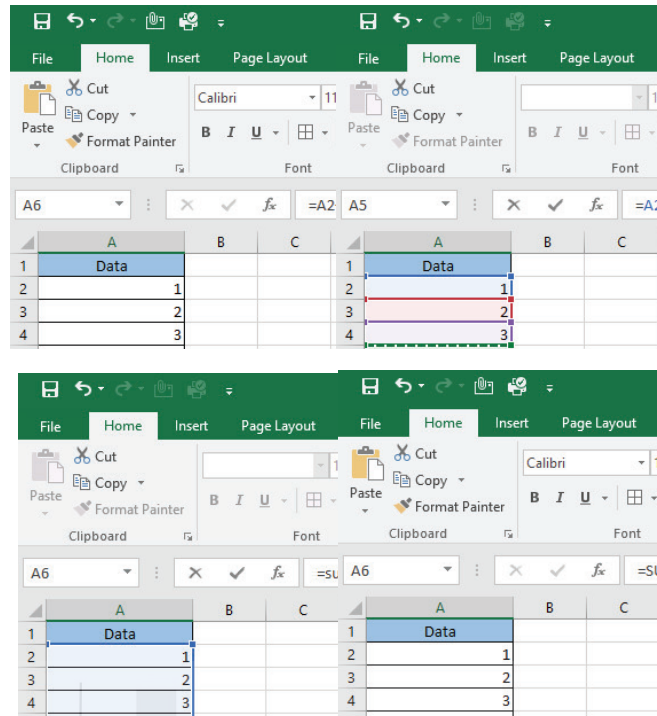 File Home Insert Page Layout
Cut
Copy
Paste
Format Painter
Clipboard
Calibri 11
B I U
Font
A6 fx =A2
A B C
1 Data
2 1
3 2
4 3
File Home Insert Page Layout
Cut
Copy
Paste
Format Painter
Clipboard
B I U
Font
A5 fx =A2
A B C
1 Data
2 1
3 2
4 3
File Home Insert Page Layout
Cut
Copy
Paste
Format Painter
Clipboard
B I U
Font
A6 fx =su
A B C
1 Data
2 1
3 2
4 3
File Home Insert Page Layout
Cut
Copy
Paste
Format Painter
Clipboard
Calibri
B I U
Font
A6 fx =SU
A B C
1 Data
2 1
3 2
4 3